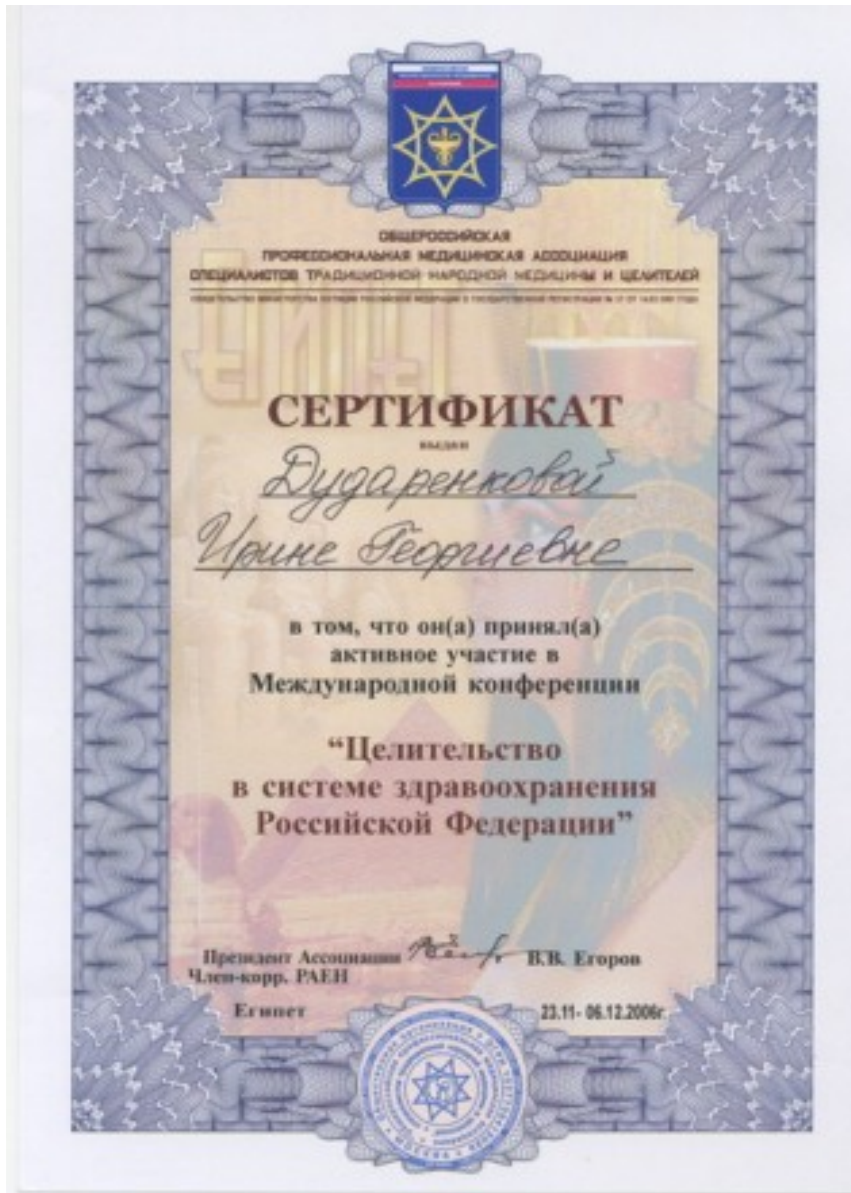 ОБЩЕРОССИЙСКАЯ
ПРОФЕССИОНАЛЬНАЯ МЕДИЦИНСКАЯ АССОЦИАЦИЯ
СПЕЦИАЛИСТОВ ТРАДИЦИОННОЙ НАРОДНОЙ МЕДИЦИНЫ И ЦЕЛИТЕЛЕЙ
ЕГИПЕТ
СЕРТИФИКАТ
выдан
Дударенковой
Ирине Георгиевне
в том, что он(а) принял(а)
активное участие в
Международной конференции
“Целительство
в системе здравоохранения
Российской Федерации”
Президент Ассоциации В.В. Егоров
Член-корр. РАЕН
Египет 23.11- 06.12.2006г.
МОСКВА